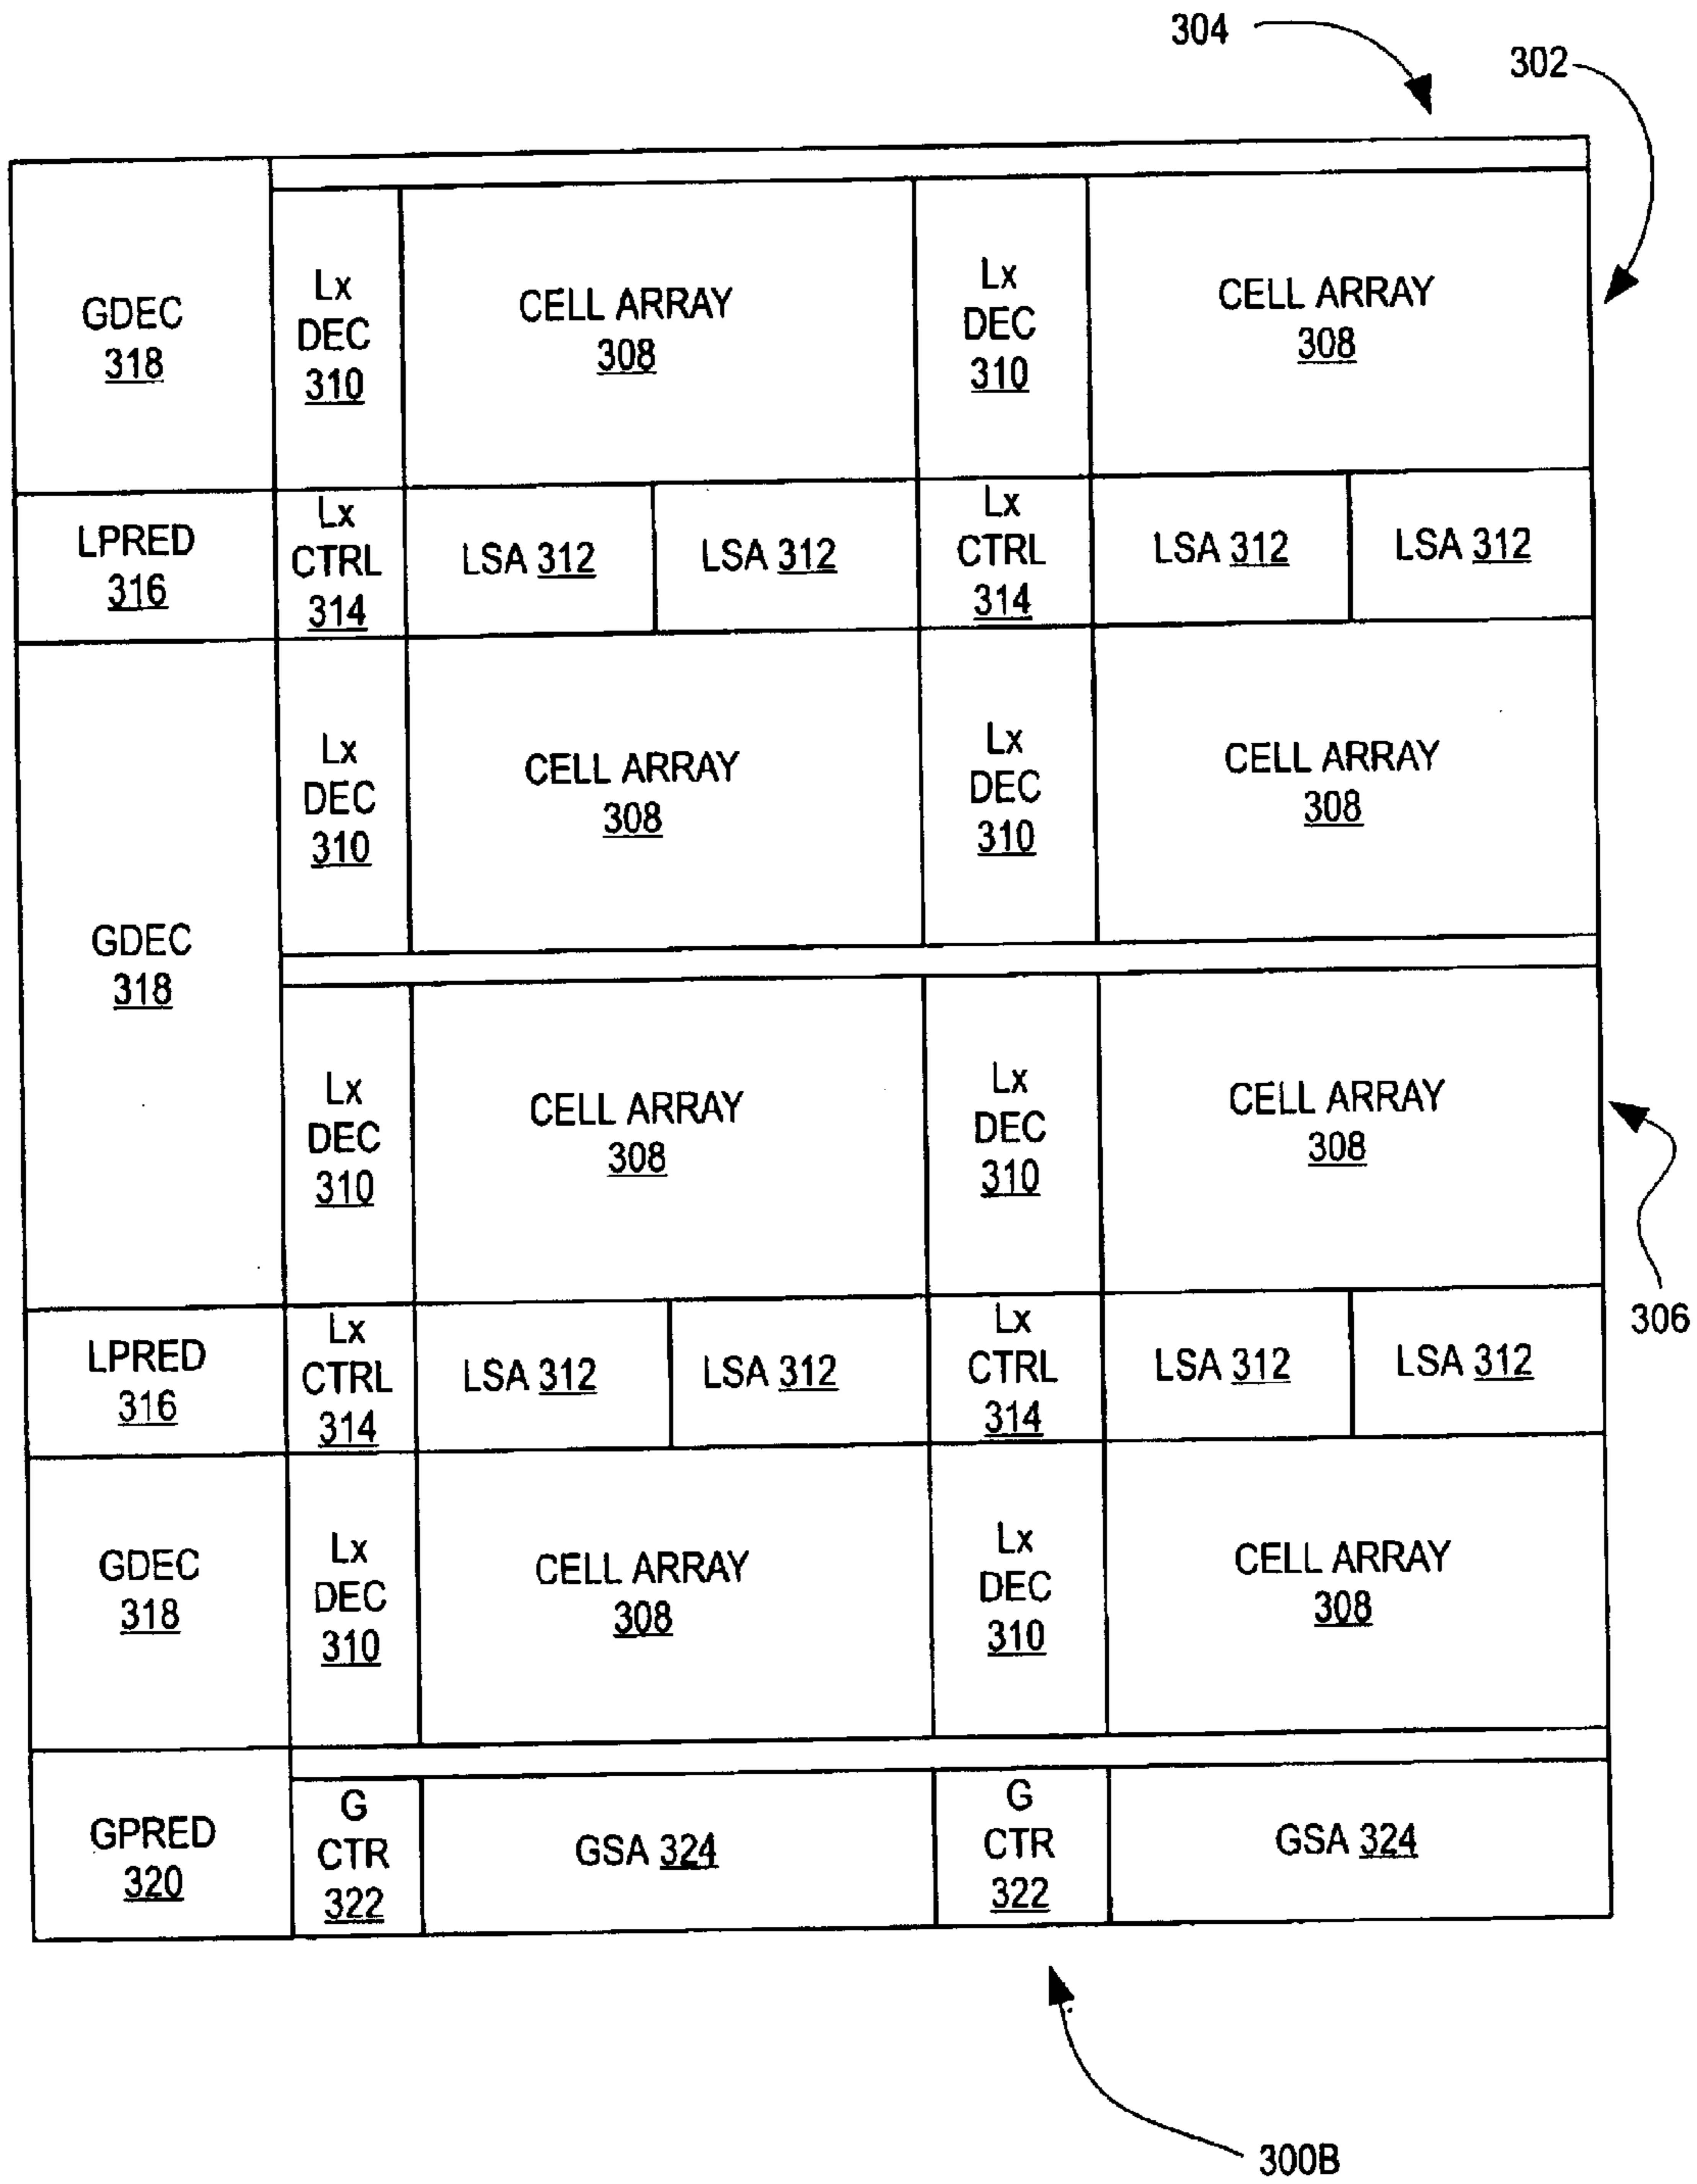 304
302
GDEC
318
Lx
DEC
310
CELL ARRAY
308
Lx
DEC
310
CELL ARRAY
308
LPRED
316
Lx
CTRL
314
LSA 312
LSA 312
Lx
CTRL
314
LSA 312
LSA 312
GDEC
318
Lx
DEC
310
CELL ARRAY
308
Lx
DEC
310
CELL ARRAY
308
Lx
DEC
310
CELL ARRAY
308
Lx
DEC
310
CELL ARRAY
308
306
LPRED
316
Lx
CTRL
314
LSA 312
LSA 312
Lx
CTRL
314
LSA 312
LSA 312
GDEC
318
Lx
DEC
310
CELL ARRAY
308
Lx
DEC
310
CELL ARRAY
308
GPRED
320
G
CTR
322
GSA 324
G
CTR
322
GSA 324
300B